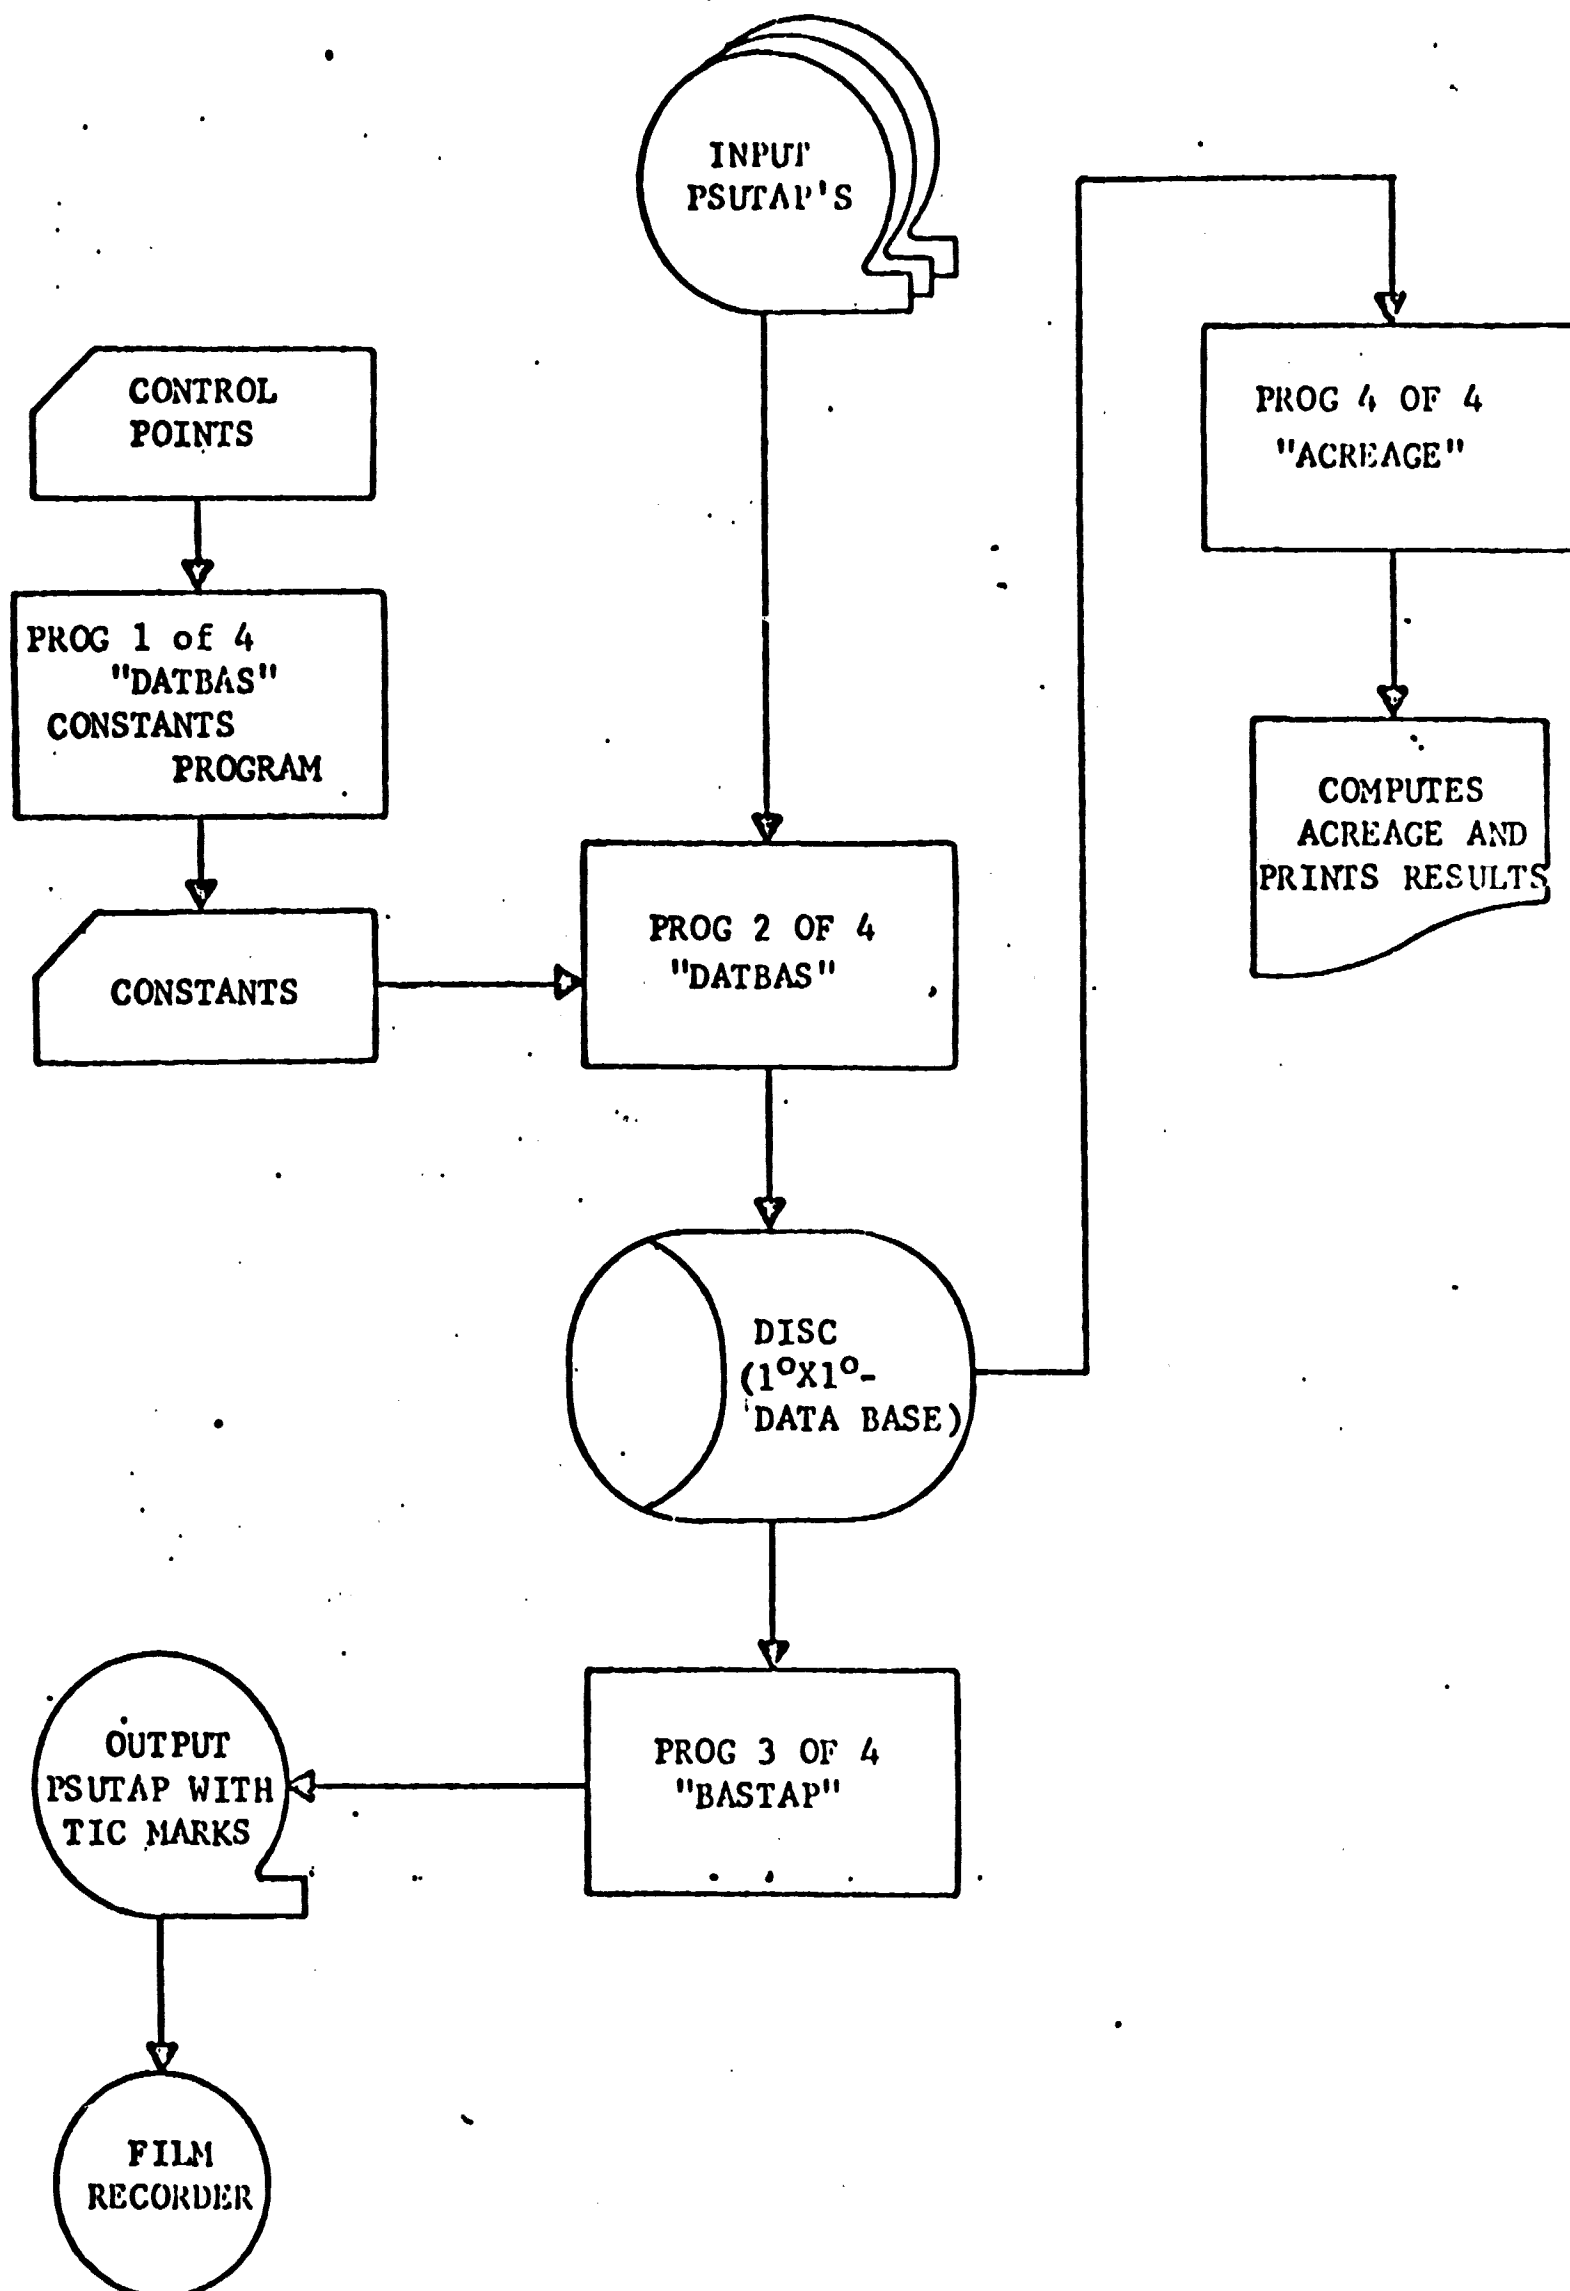 INPUT
PSUTAP'S
CONTROL
POINTS
PROG 1 of 4
"DATBAS"
CONSTANTS
PROGRAM
CONSTANTS
PROG 2 OF 4
"DATBAS"
PROG 4 OF 4
"ACREAGE"
COMPUTES
ACREAGE AND
PRINTS RESULTS
DISC
(1°X1°-
DATA BASE)
PROG 3 OF 4
"BASTAP"
OUTPUT
PSUTAP WITH
TIC MARKS
FILM
RECORDER